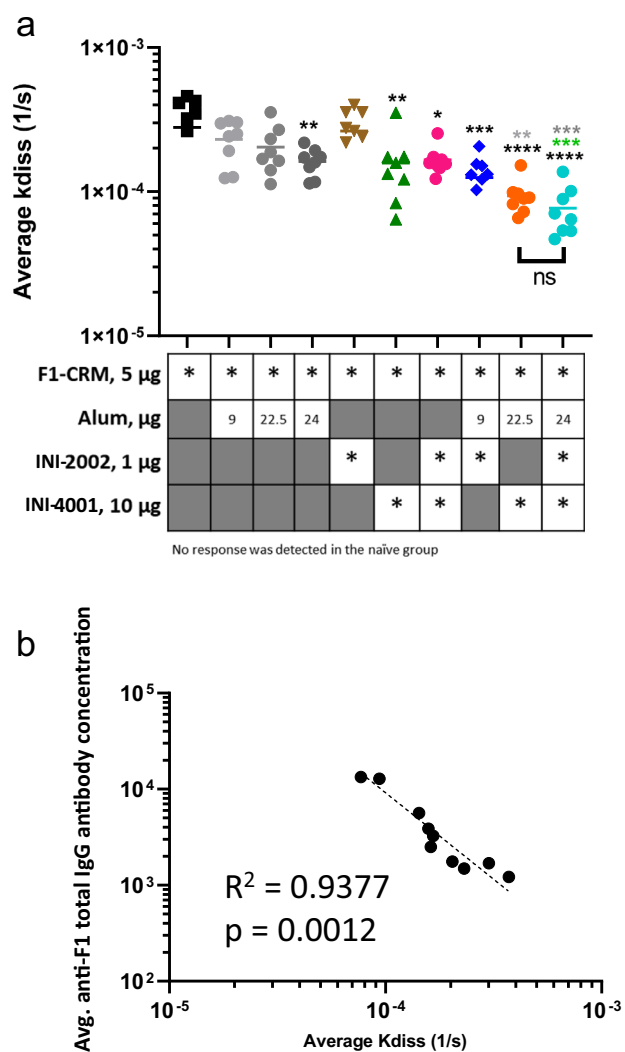 a
Average kdiss (1/s)
1×10⁻³
1×10⁻⁴
1×10⁻⁵
**
**
*
***
**
****
***
***
****
ns
F1-CRM, 5 µg * * * * * * * * * *
Alum, µg 9 22.5 24 9 22.5 24
INI-2002, 1 µg * * * *
INI-4001, 10 µg * * * *
No response was detected in the naïve group
b
Avg. anti-F1 total IgG antibody concentration
10⁵
10⁴
10³
10²
R² = 0.9377
p = 0.0012
10⁻⁵ 10⁻⁴ 10⁻³
Average Kdiss (1/s)